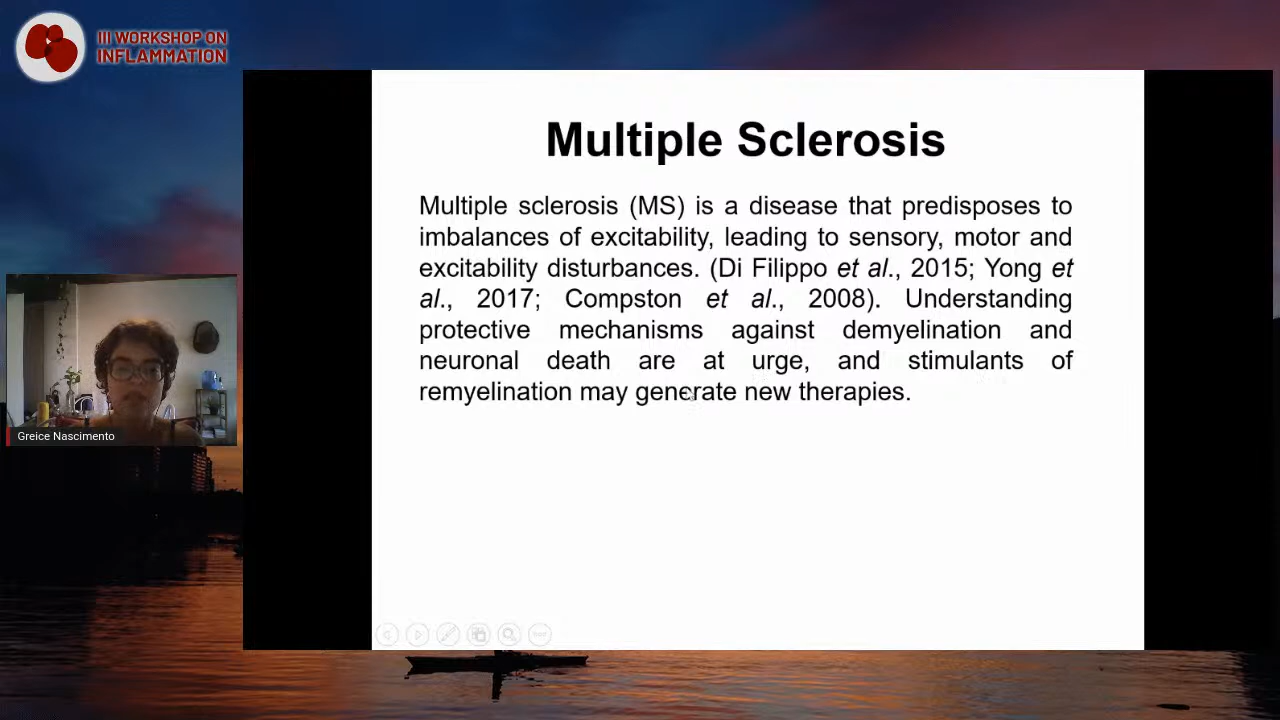 III WORKSHOP ON
INFLAMMATION
Multiple Sclerosis
Multiple sclerosis (MS) is a disease that predisposes to
imbalances of excitability, leading to sensory, motor and
excitability disturbances. (Di Filippo et al., 2015; Yong et
al., 2017; Compston et al., 2008). Understanding
protective mechanisms against demyelination and
neuronal death are at urge, and stimulants of
remyelination may generate new therapies.
Greice Nascimento